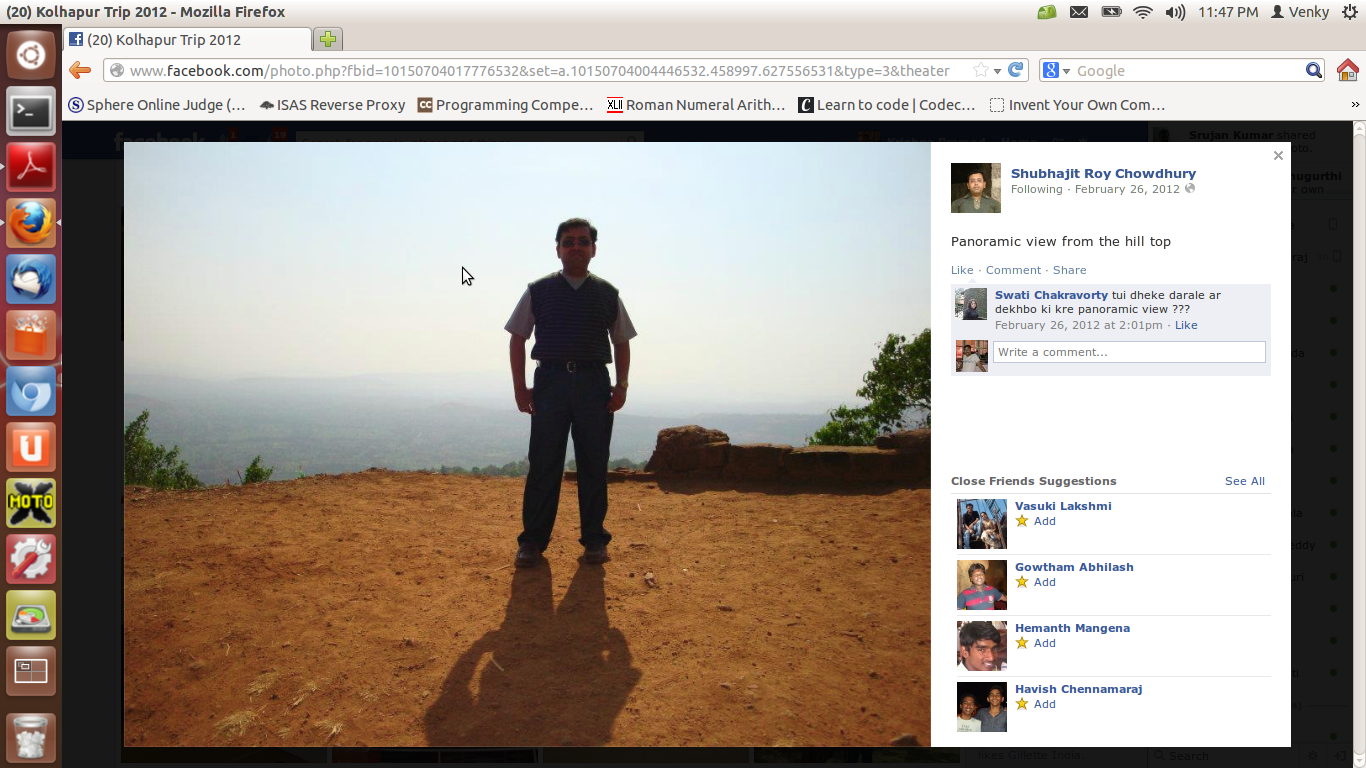 (20) Kolhapur Trip 2012 - Mozilla Firefox
11:47 PM Venky
(20) Kolhapur Trip 2012
www.facebook.com/photo.php?fbid=10150704017776532&set=a.10150704004446532.458997.627556531&type=3&theater
Google
Sphere Online Judge (...
ISAS Reverse Proxy
CC Programming Compe...
XLII Roman Numeral Arith...
Learn to code | Codec...
Invent Your Own Com...
»
Srujan Kumar shared
Shubhajit Roy Chowdhury
Following · February 26, 2012
Panoramic view from the hill top
Like · Comment · Share
Swati Chakravorty tui dheke darale ar
dekhbo ki kre panoramic view ???
February 26, 2012 at 2:01pm · Like
Write a comment...
Close Friends Suggestions See All
Vasuki Lakshmi
Add
Gowtham Abhilash
Add
Hemanth Mangena
Add
Havish Chennamaraj
Add
likes Gillette India
Search
MOTO